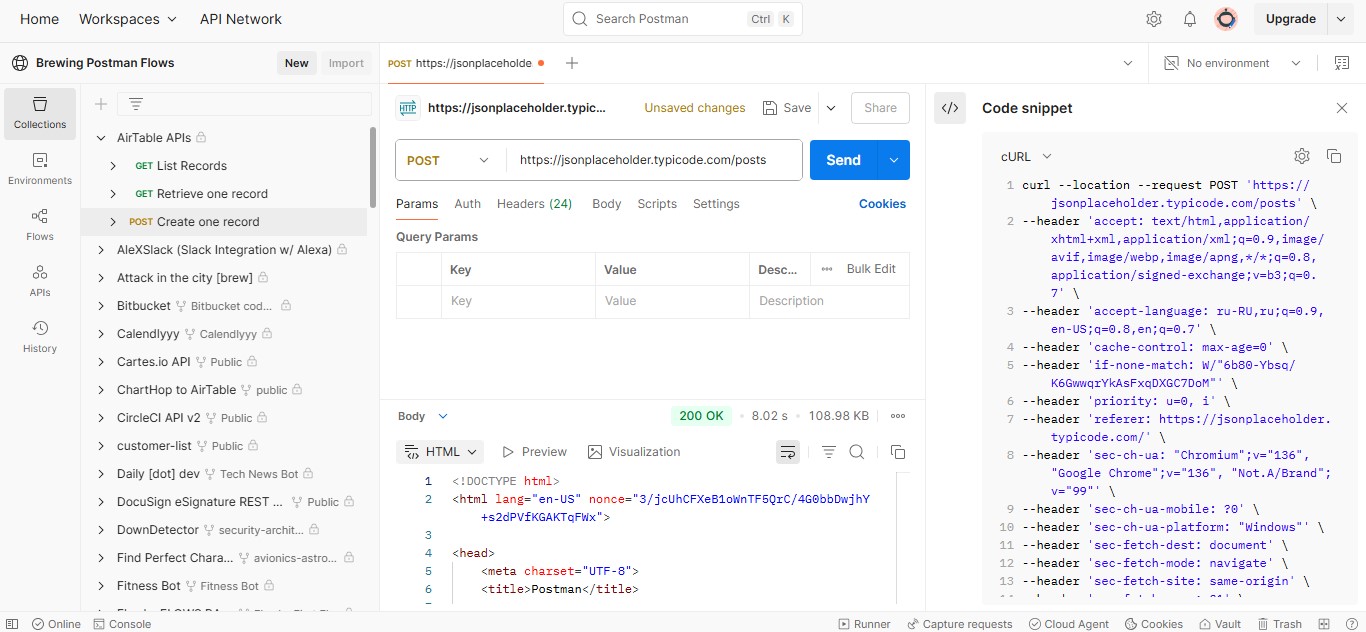 Home Workspaces API Network Search Postman Ctrl K Upgrade
Brewing Postman Flows New Import POST https://jsonplaceholde No environment
Collections
Environments
Flows
APIs
History
AirTable APIs
GET List Records
GET Retrieve one record
POST Create one record
AleXSlack (Slack Integration w/ Alexa)
Attack in the city [brew]
Bitbucket Bitbucket cod...
Calendlyyy Calendlyyy
Cartes.io API Public
ChartHop to AirTable public
CircleCI API v2 Public
customer-list Public
Daily [dot] dev Tech News Bot
DocuSign eSignature REST ... Public
DownDetector security-archit...
Find Perfect Chara... avionics-astro...
Fitness Bot Fitness Bot
HTTP https://jsonplaceholder.typic... Unsaved changes Save Share
POST https://jsonplaceholder.typicode.com/posts Send
Params Auth Headers (24) Body Scripts Settings Cookies
Query Params
Key Value Desc... Bulk Edit
Key Value Description
Body 200 OK 8.02 s 108.98 KB
HTML Preview Visualization
1 <!DOCTYPE html>
2 <html lang="en-US" nonce="3/jcUhCFXeB1oWnTF5QrC/4G0bbDwjhY
+s2dPVfKGAKTqFWx">
3
4 <head>
5 <meta charset="UTF-8">
6 <title>Postman</title>
Code snippet
cURL
1 curl --location --request POST 'https://
jsonplaceholder.typicode.com/posts' \
2 --header 'accept: text/html,application/
xhtml+xml,application/xml;q=0.9,image/
avif,image/webp,image/apng,*/*;q=0.8,
application/signed-exchange;v=b3;q=0.
7' \
3 --header 'accept-language: ru-RU,ru;q=0.9,
en-US;q=0.8,en;q=0.7' \
4 --header 'cache-control: max-age=0' \
5 --header 'if-none-match: W/"6b80-Ybsq/
K6GwwqrYkAsFxqDXGC7DoM"' \
6 --header 'priority: u=0, i' \
7 --header 'referer: https://jsonplaceholder.
typicode.com/' \
8 --header 'sec-ch-ua: "Chromium";v="136",
"Google Chrome";v="136", "Not.A/Brand";
v="99"' \
9 --header 'sec-ch-ua-mobile: ?0' \
10 --header 'sec-ch-ua-platform: "Windows"' \
11 --header 'sec-fetch-dest: document' \
12 --header 'sec-fetch-mode: navigate' \
13 --header 'sec-fetch-site: same-origin' \
Online Console Runner Capture requests Cloud Agent Cookies Vault Trash